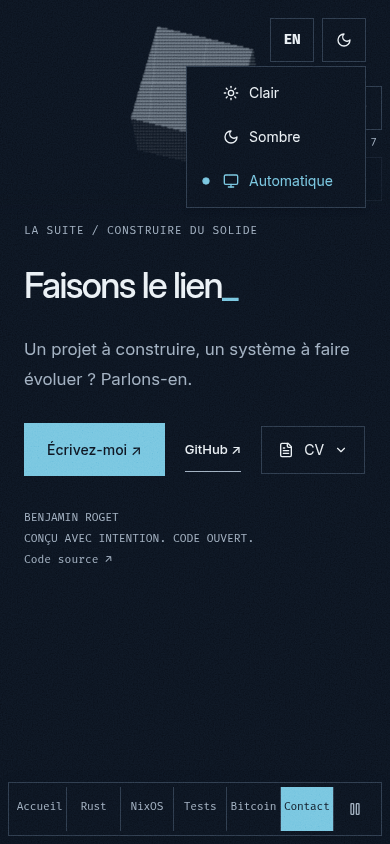 EN
Clair
Sombre
7
Automatique
LA SUITE / CONSTRUIRE DU SOLIDE
Faisons le lien_
Un projet à construire, un système à faire
évoluer ? Parlons-en.
Écrivez-moi ↗
GitHub ↗
CV
BENJAMIN ROGET
CONÇU AVEC INTENTION. CODE OUVERT.
Code source ↗
Accueil
Rust
NixOS
Tests
Bitcoin
Contact